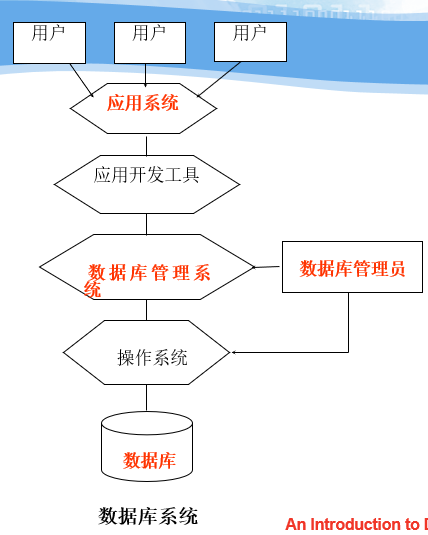 用户
用户
用户
应用系统
应用开发工具
数据库管理系
统
数据库管理员
操作系统
数据库
数据库系统
An Introduction to D